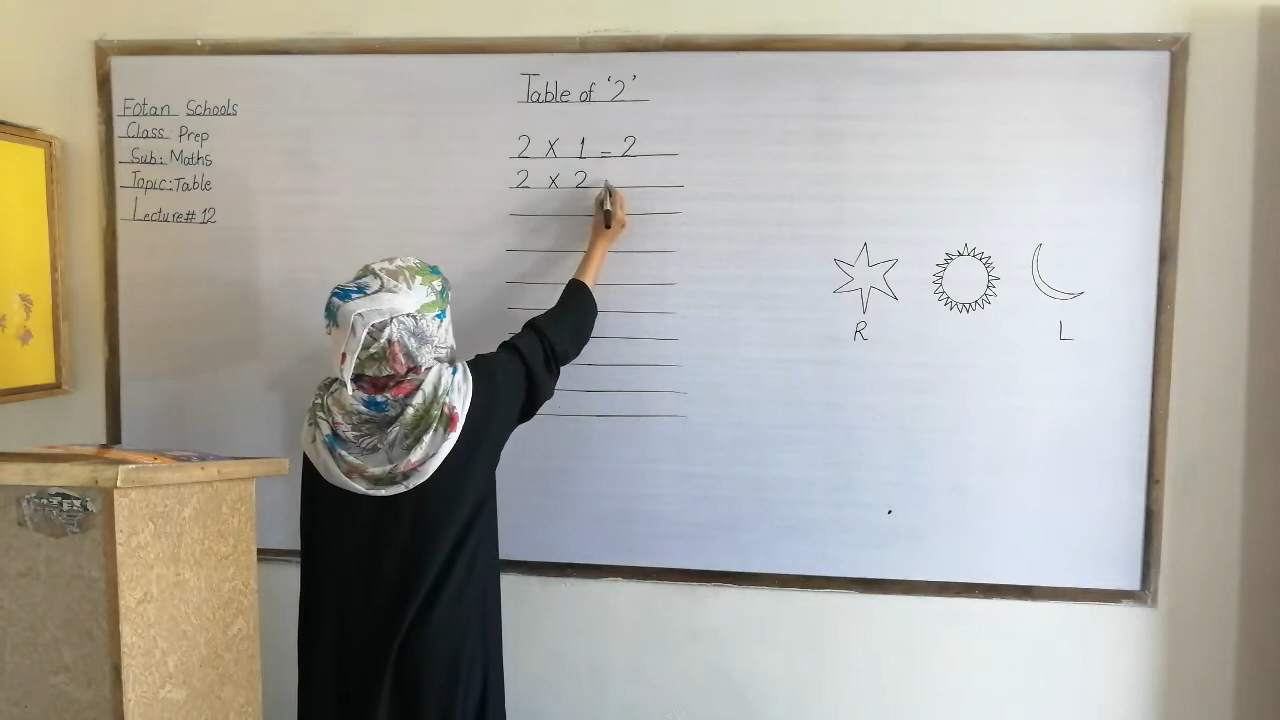 Fotan Schools
Class Prep
Sub: Maths
Topic: Table
Lecture# 12
Table of '2'
2 X 1 = 2
2 x 2
R
L